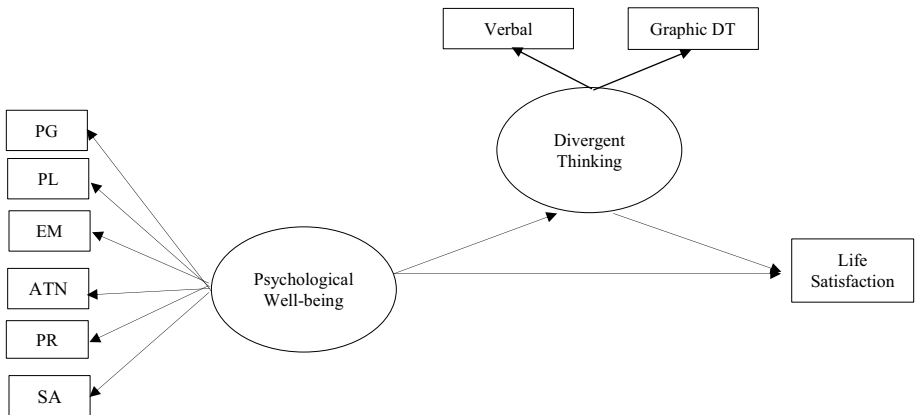 Verbal
Graphic DT
Divergent
Thinking
PG
PL
EM
ATN
PR
SA
Psychological
Well-being
Life
Satisfaction